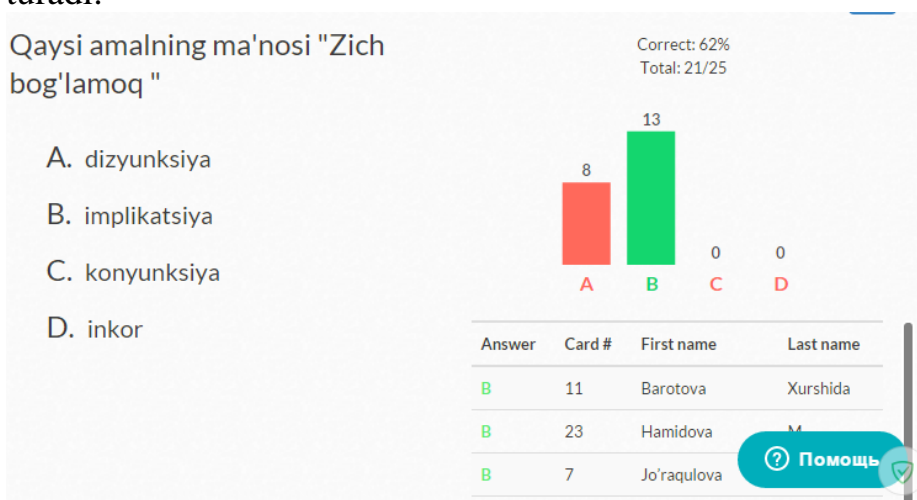 Qaysi amalning ma'nosi "Zich
bog'lamoq "
A. dizyunksiya
B. implikatsiya
C. konyunksiya
D. inkor
Correct: 62%
Total: 21/25
8 13 0 0
A B C D
Answer Card # First name Last name
B 11 Barotova Xurshida
B 23 Hamidova M
B 7 Jo'raqulova
Помощь